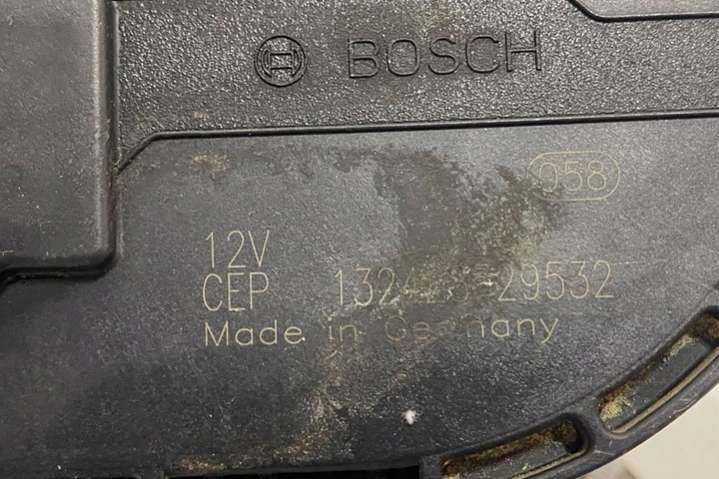 BOSCH
058
12V
CEP
Made in Germany